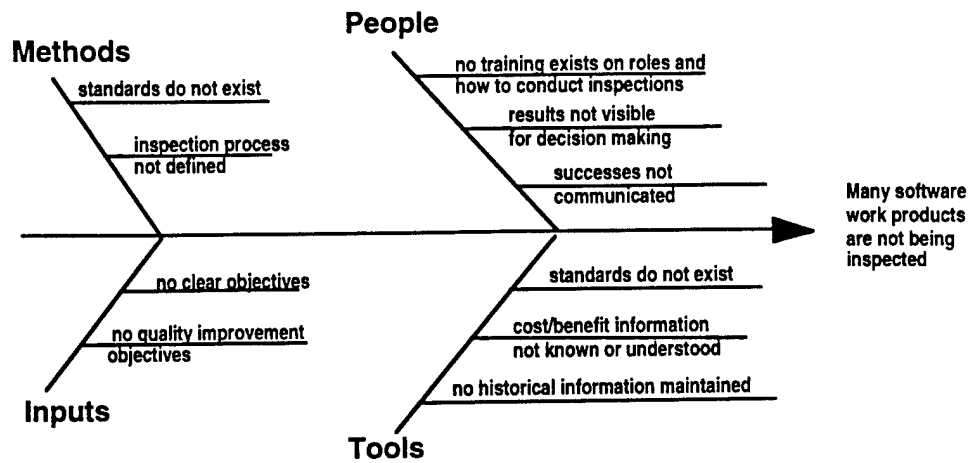 People
Methods
no training exists on roles and
how to conduct inspections
standards do not exist
results not visible
for decision making
inspection process
not defined
successes not
communicated
Many software
work products
are not being
inspected
no clear objectives
standards do not exist
no quality improvement
objectives
cost/benefit information
not known or understood
no historical information maintained
Inputs
Tools